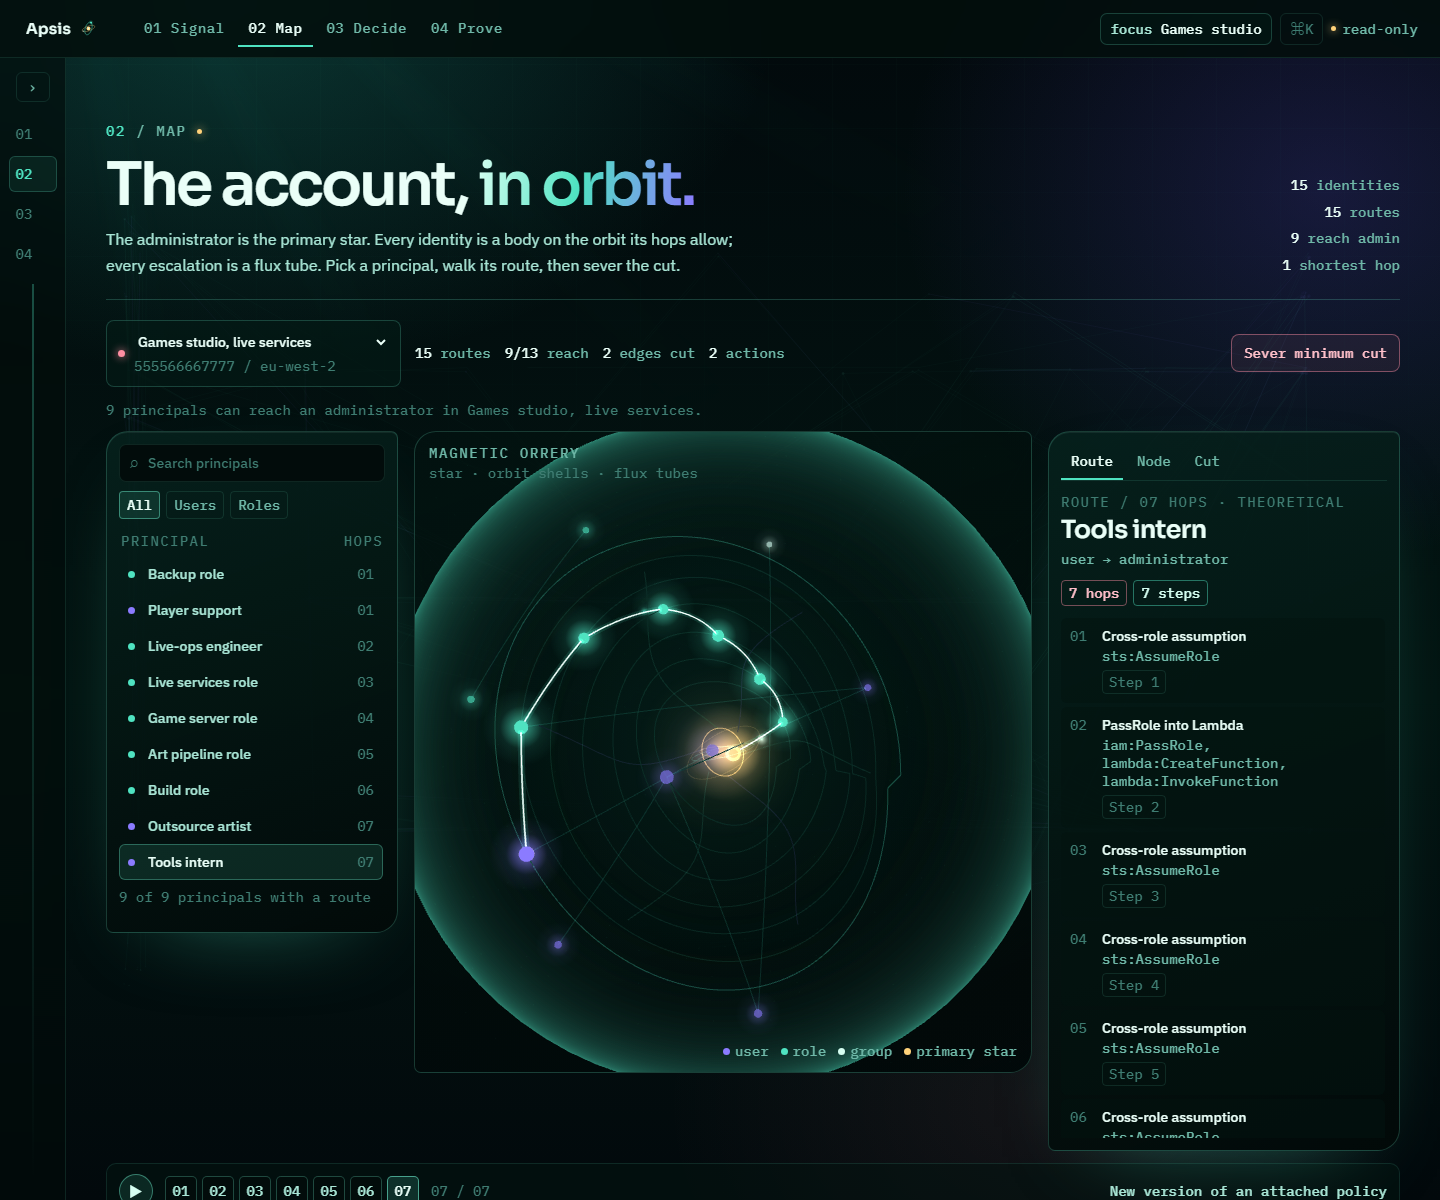 Apsis
01 Signal
02 Map
03 Decide
04 Prove
focus Games studio
⌘K
read-only
›
01
02
03
04
02 / MAP
The account, in orbit.
The administrator is the primary star. Every identity is a body on the orbit its hops allow;
every escalation is a flux tube. Pick a principal, walk its route, then sever the cut.
15 identities
15 routes
9 reach admin
1 shortest hop
Games studio, live services
555566667777 / eu-west-2
15 routes 9/13 reach 2 edges cut 2 actions
Sever minimum cut
9 principals can reach an administrator in Games studio, live services.
Search principals
All
Users
Roles
PRINCIPAL HOPS
Backup role 01
Player support 01
Live-ops engineer 02
Live services role 03
Game server role 04
Art pipeline role 05
Build role 06
Outsource artist 07
Tools intern 07
9 of 9 principals with a route
MAGNETIC ORRERY
star · orbit shells · flux tubes
user role group primary star
Route
Node
Cut
ROUTE / 07 HOPS · THEORETICAL
Tools intern
user → administrator
7 hops
7 steps
01 Cross-role assumption
sts:AssumeRole
Step 1
02 PassRole into Lambda
iam:PassRole,
lambda:CreateFunction,
lambda:InvokeFunction
Step 2
03 Cross-role assumption
sts:AssumeRole
Step 3
04 Cross-role assumption
sts:AssumeRole
Step 4
05 Cross-role assumption
sts:AssumeRole
Step 5
06 Cross-role assumption
sts:AssumeRole
01 02 03 04 05 06 07 07 / 07
New version of an attached policy